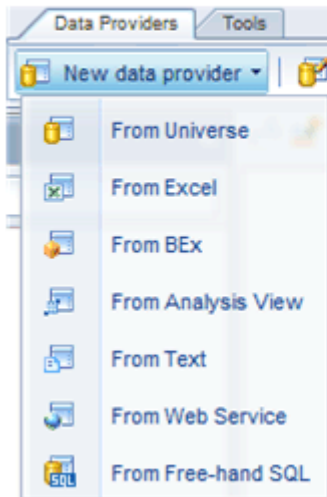 Data Providers Tools
New data provider
From Universe
From Excel
From BEx
From Analysis View
From Text
From Web Service
From Free-hand SQL
SQL